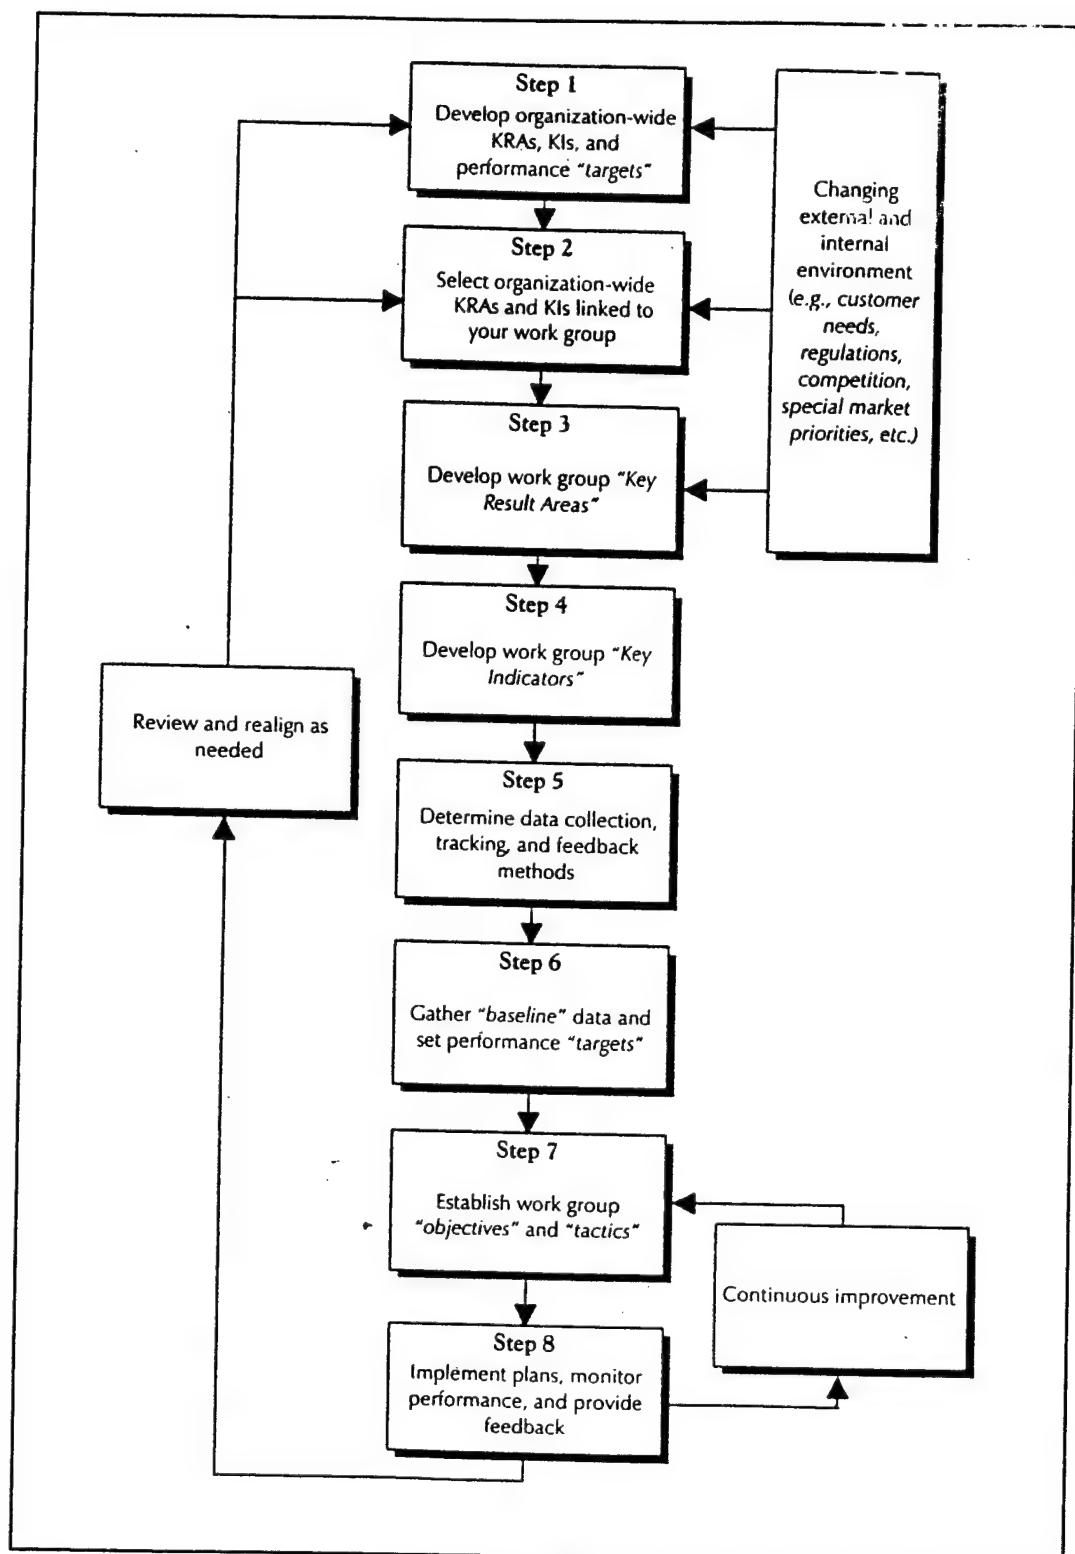 Step 1
Develop organization-wide
KRAs, KIs, and
performance "targets"
Step 2
Select organization-wide
KRAs and KIs linked to
your work group
Step 3
Develop work group "Key
Result Areas"
Changing
external and
internal
environment
(e.g., customer
needs,
regulations,
competition,
special market
priorities, etc.)
Step 4
Develop work group "Key
Indicators"
Review and realign as
needed
Step 5
Determine data collection,
tracking, and feedback
methods
Step 6
Gather "baseline" data and
set performance "targets"
Step 7
Establish work group
"objectives" and "tactics"
Continuous improvement
Step 8
Implement plans, monitor
performance, and provide
feedback